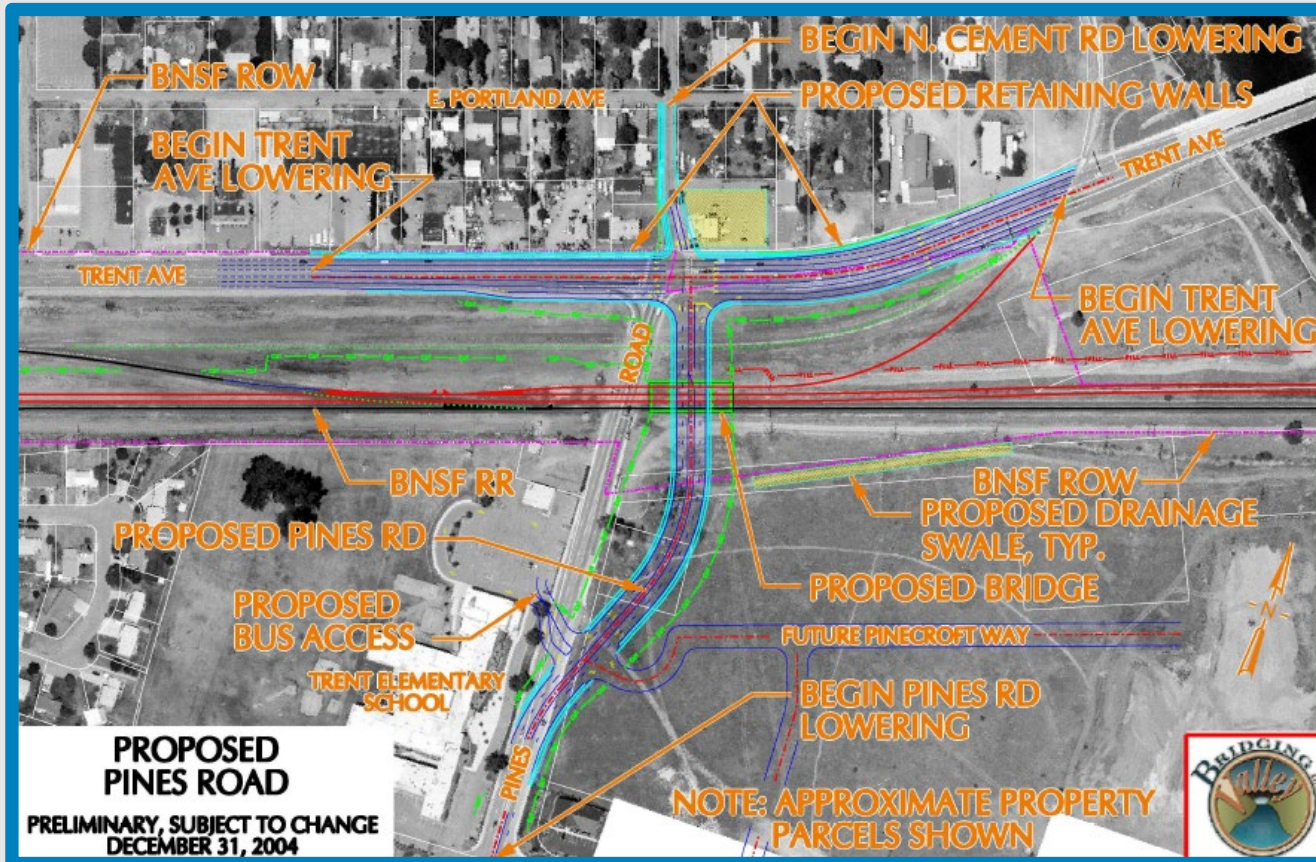 BEGIN N. CEMENT RD LOWERING
BNSF ROW
E. PORTLAND AVE
PROPOSED RETAINING WALLS
BEGIN TRENT
AVE LOWERING
TRENT AVE
TRENT AVE
BEGIN TRENT
AVE LOWERING
ROAD
BNSF RR
BNSF ROW
PROPOSED DRAINAGE
SWALE, TYP.
PROPOSED PINES RD
PROPOSED BRIDGE
PROPOSED
BUS ACCESS
FUTURE PINECROFT WAY
TRENT ELEMENTARY
SCHOOL
BEGIN PINES RD
LOWERING
PINES
N
PROPOSED
PINES ROAD
PRELIMINARY, SUBJECT TO CHANGE
DECEMBER 31, 2004
NOTE: APPROXIMATE PROPERTY
PARCELS SHOWN
BRIDGING
Valley